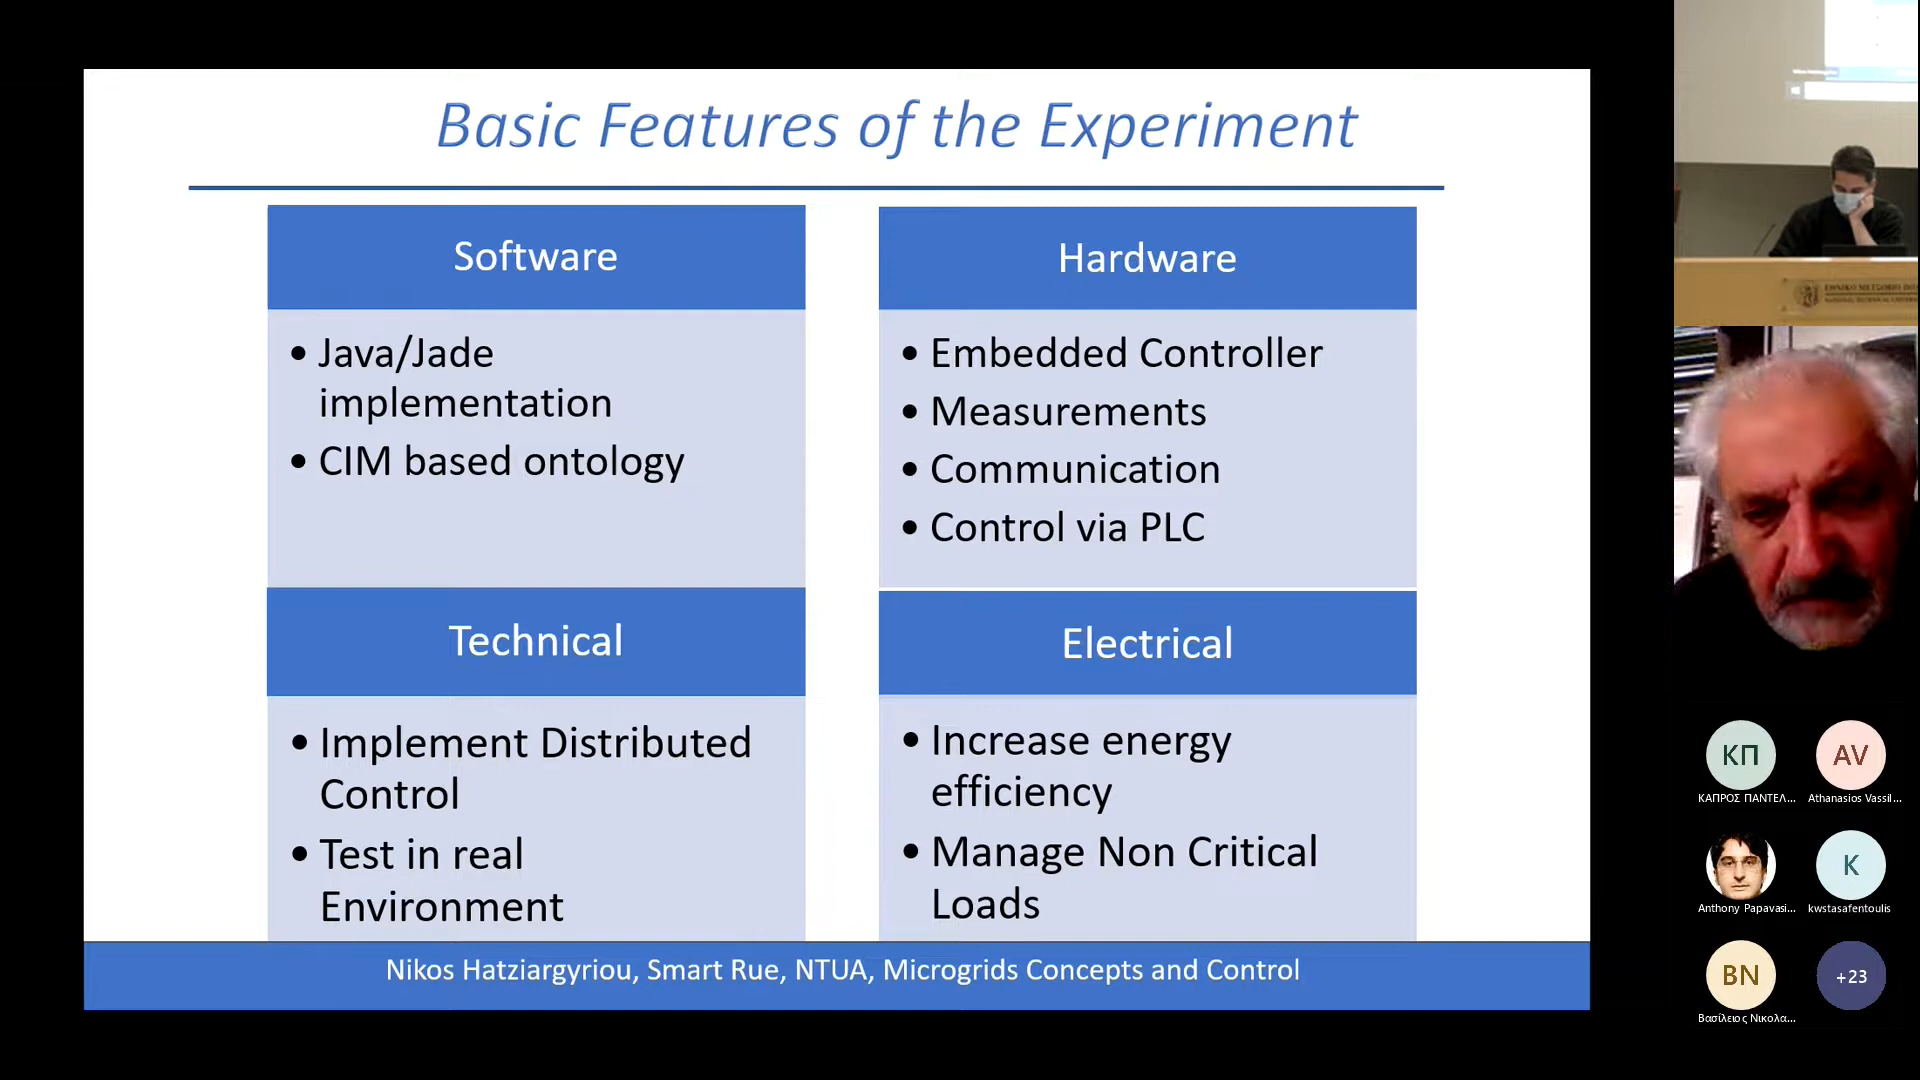 Basic Features of the Experiment
Software
• Java/Jade
implementation
• CIM based ontology
Hardware
• Embedded Controller
• Measurements
• Communication
• Control via PLC
Technical
• Implement Distributed
Control
• Test in real
Environment
Electrical
• Increase energy
efficiency
• Manage Non Critical
Loads
Nikos Hatziargyriou, Smart Rue, NTUA, Microgrids Concepts and Control
ΚΠ
ΚΑΠΡΟΣ ΠΑΝΤΕΛ...
AV
Athanasios Vassil...
Anthony Papavasi...
K
kwstasafentoulis
ΒΝ
Βασίλειος Νικολα...
+23